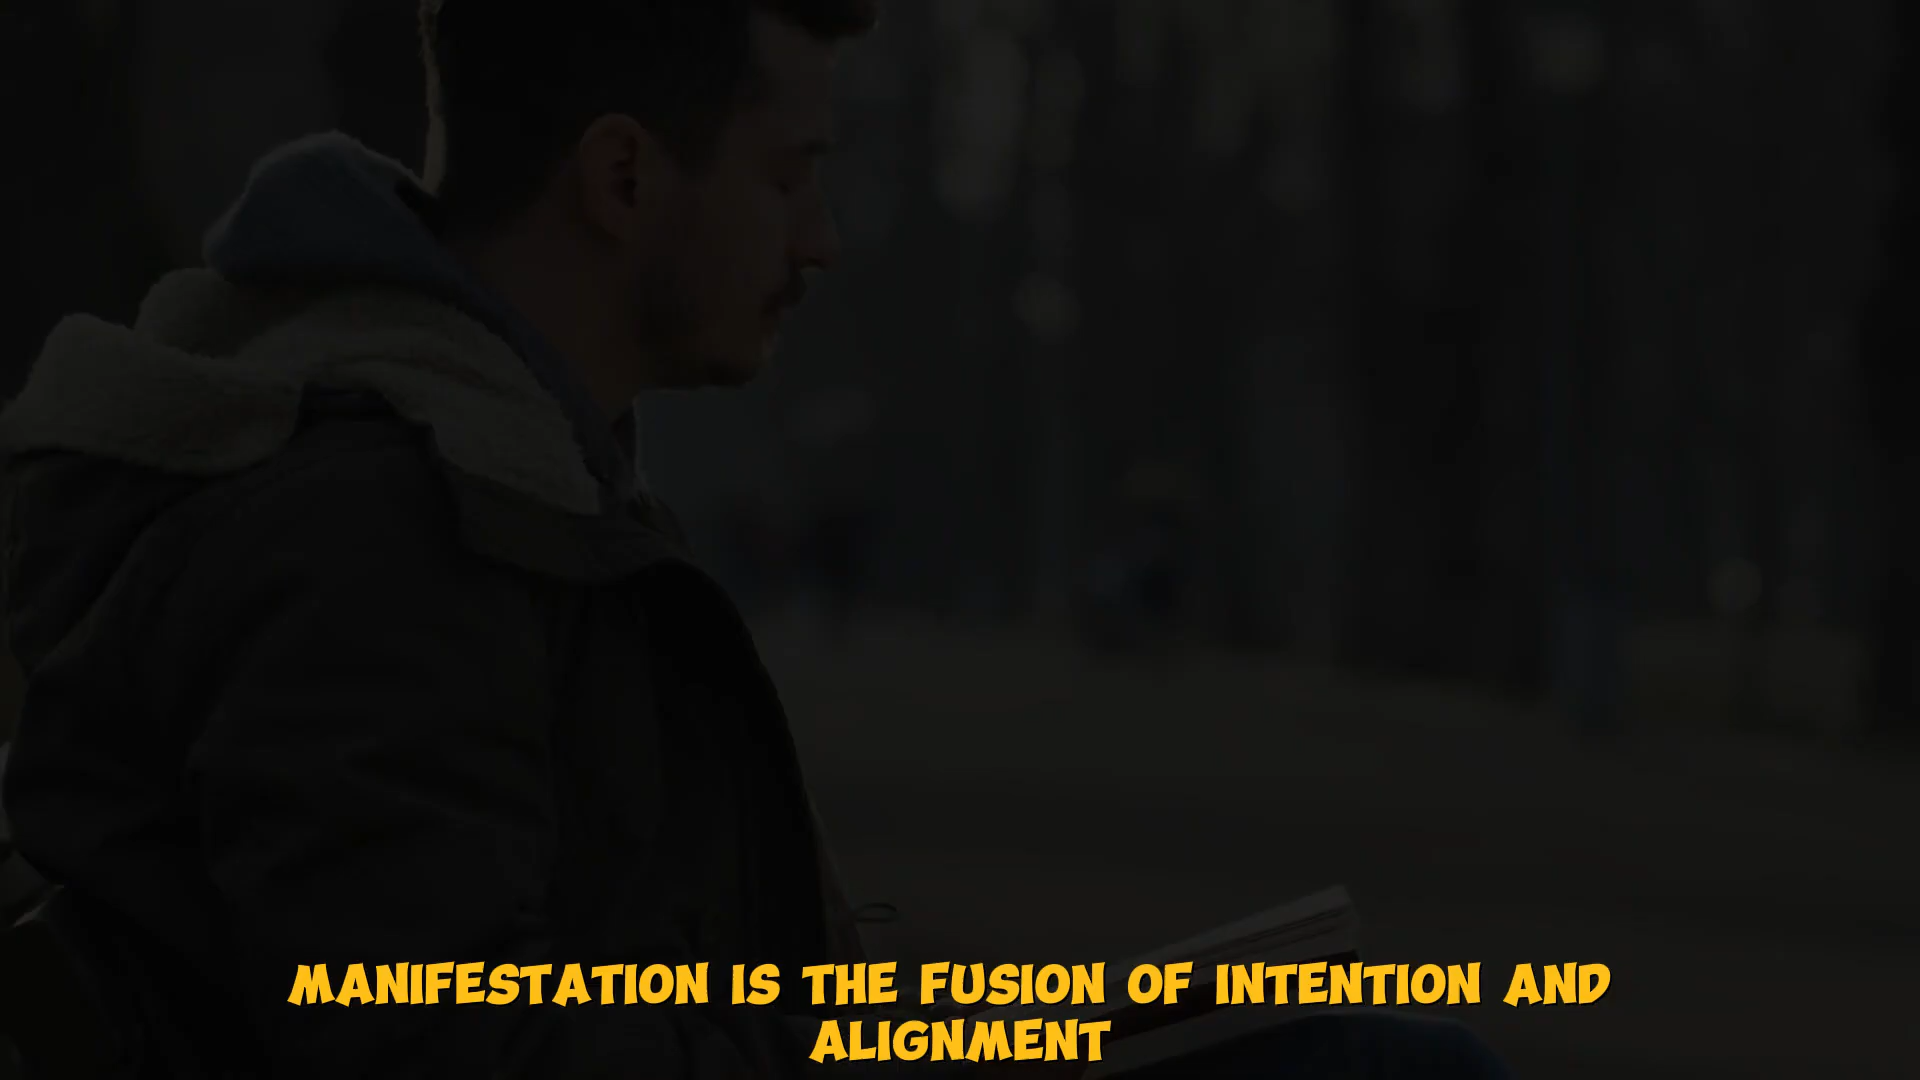 MANIFESTATION IS THE FUSION OF INTENTION AND
ALIGNMENT